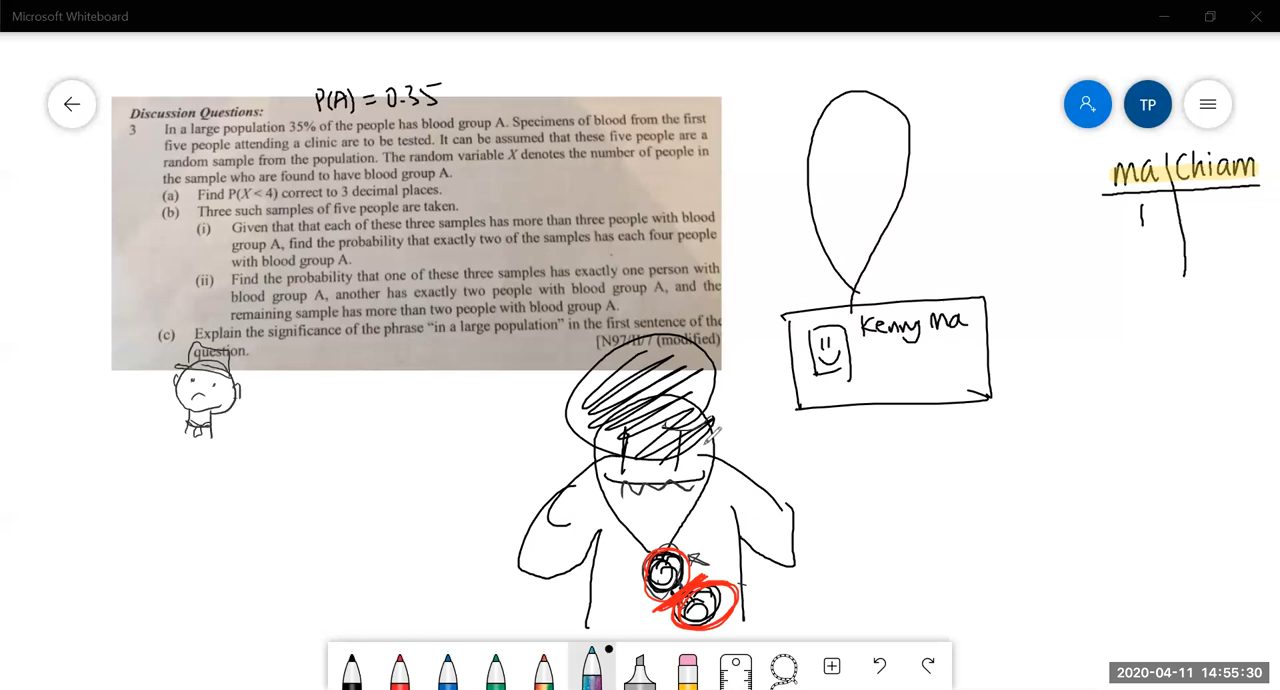 Microsoft Whiteboard
P(A) = 0.35
Discussion Questions:
3 In a large population 35% of the people has blood group A. Specimens of blood from the first
five people attending a clinic are to be tested. It can be assumed that these five people are a
random sample from the population. The random variable X denotes the number of people in
the sample who are found to have blood group A.
(a) Find P(X < 4) correct to 3 decimal places.
(b) Three such samples of five people are taken.
(i) Given that that each of these three samples has more than three people with blood
group A, find the probability that exactly two of the samples has each four people
with blood group A.
(ii) Find the probability that one of these three samples has exactly one person with
blood group A, another has exactly two people with blood group A, and the
remaining sample has more than two people with blood group A.
(c) Explain the significance of the phrase “in a large population” in the first sentence of the
question.
[N97/II/7 (modified)
TP
ma Chiam
1
Kenny Ma
2020-04-11 14:55:30